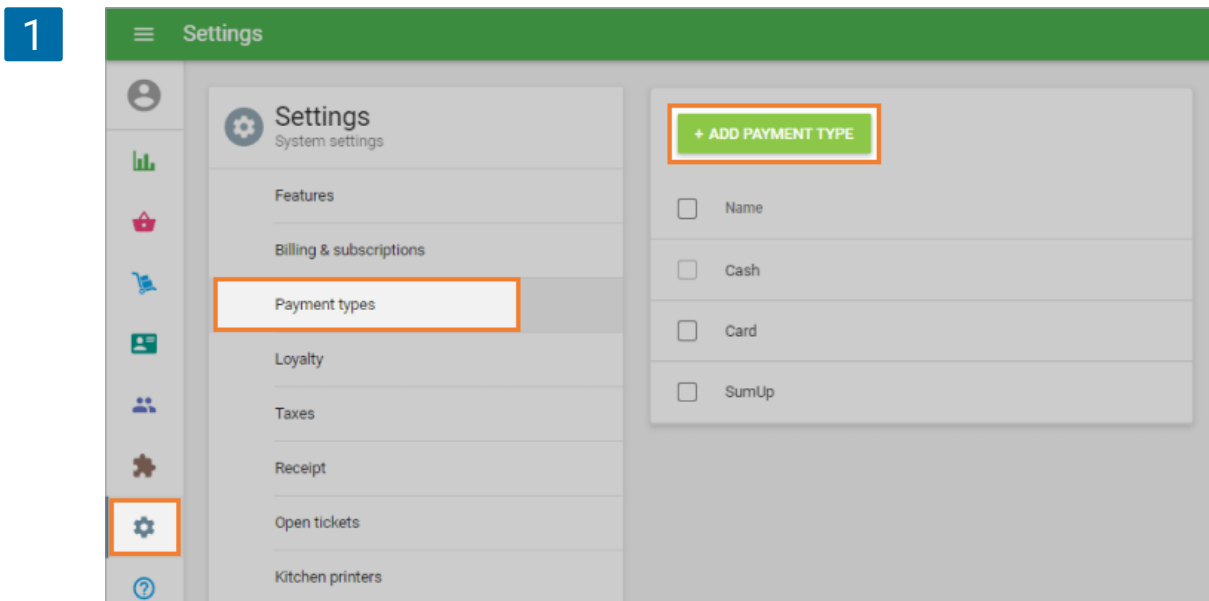 1
Settings
Settings
System settings
Features
Billing & subscriptions
Payment types
Loyalty
Taxes
Receipt
Open tickets
Kitchen printers
+ ADD PAYMENT TYPE
Name
Cash
Card
SumUp